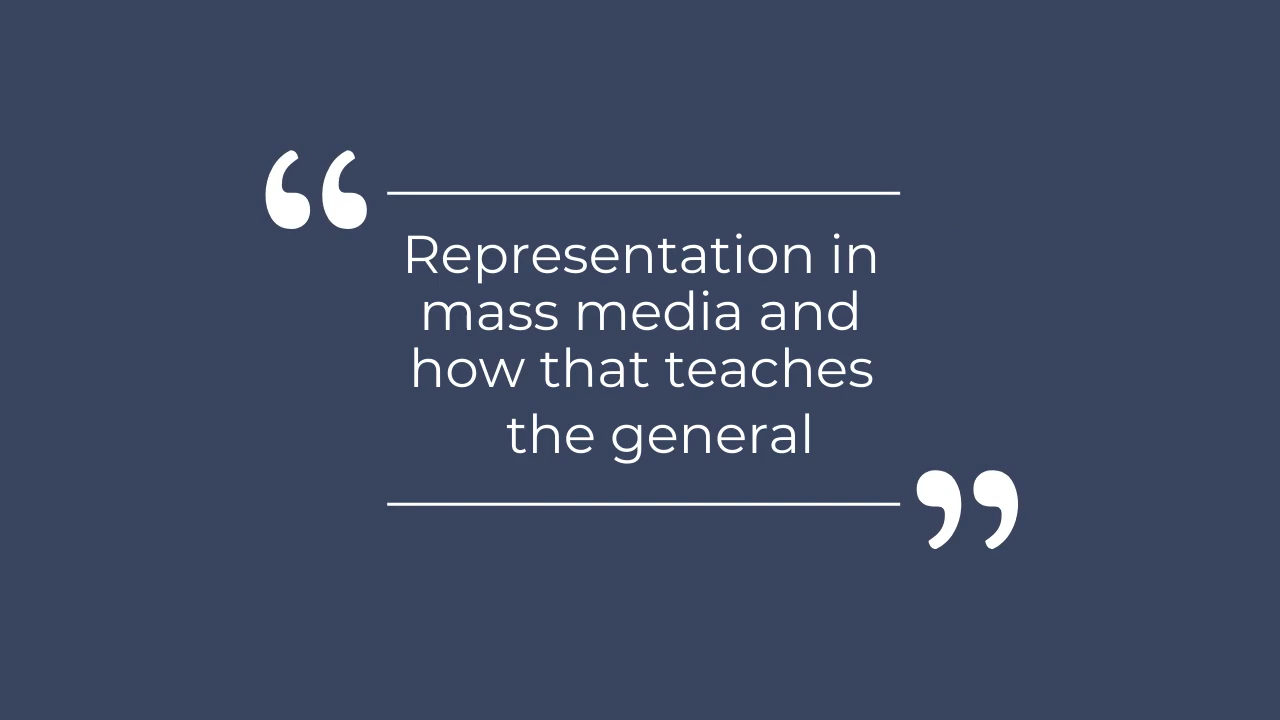 “
Representation in
mass media and
how that teaches
the general
”